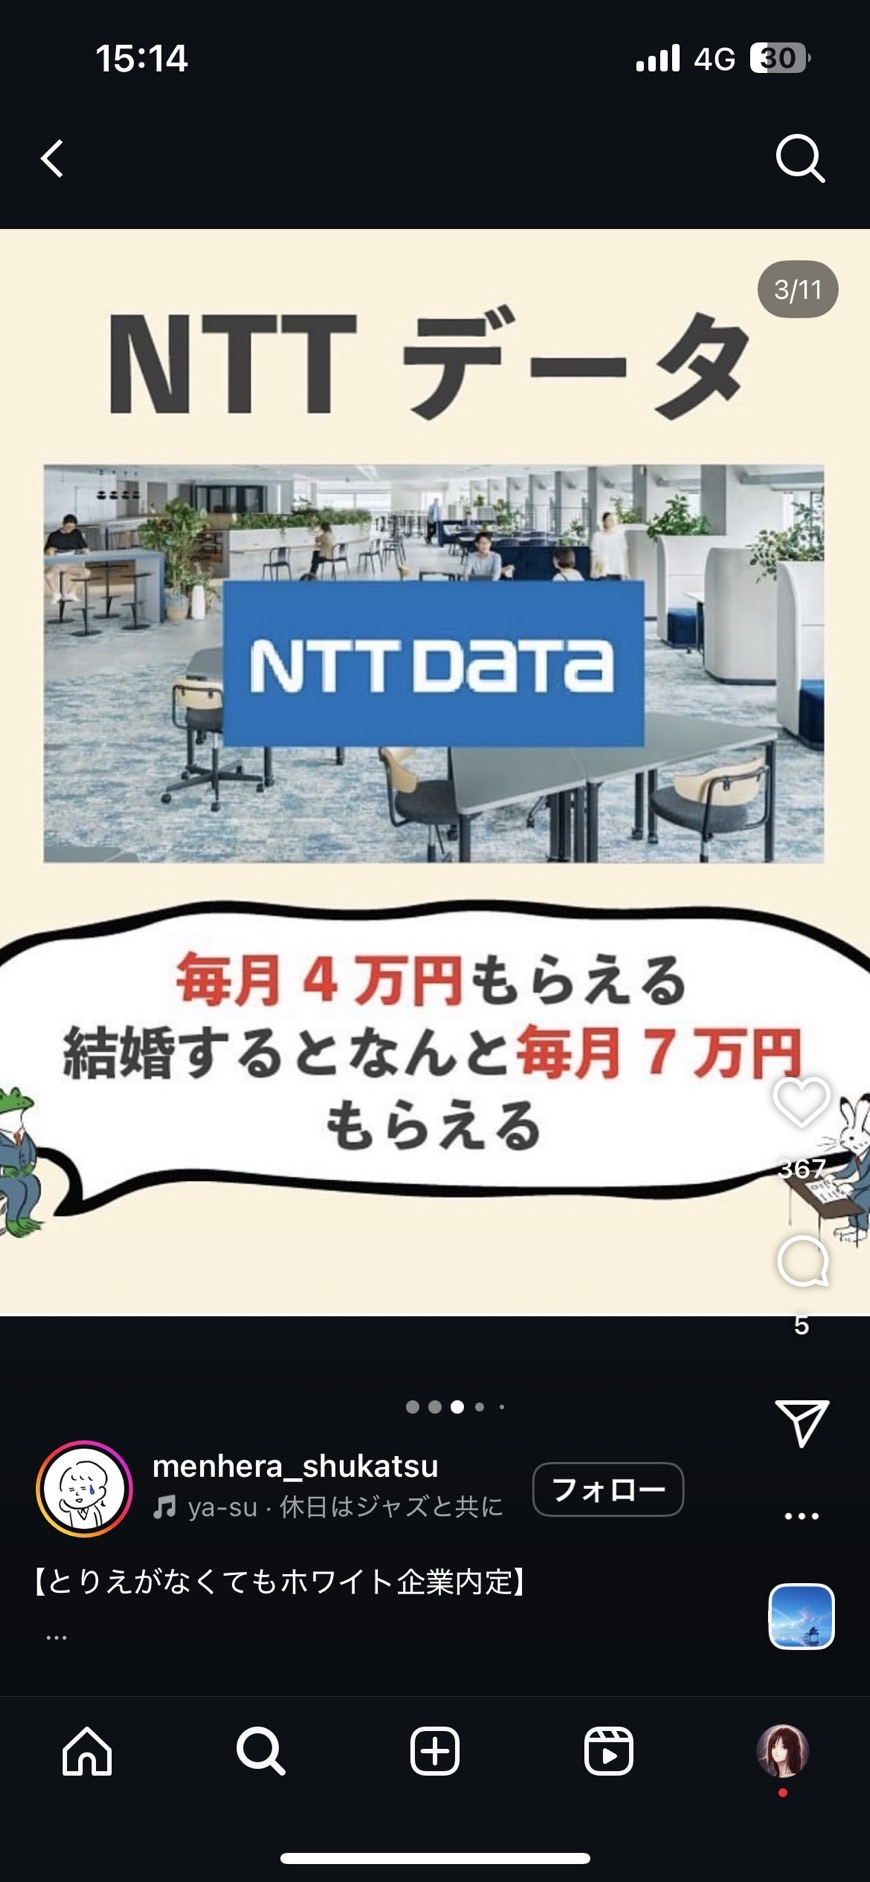 15:14
4G
30
3/11
NTT データ
NTT DATA
毎月4万円もらえる
結婚するとなんと毎月7万円
もらえる
367
5
menhera_shukatsu
フォロー
ya-su · 休日はジャズと共に
【とりえがなくてもホワイト企業内定】
...